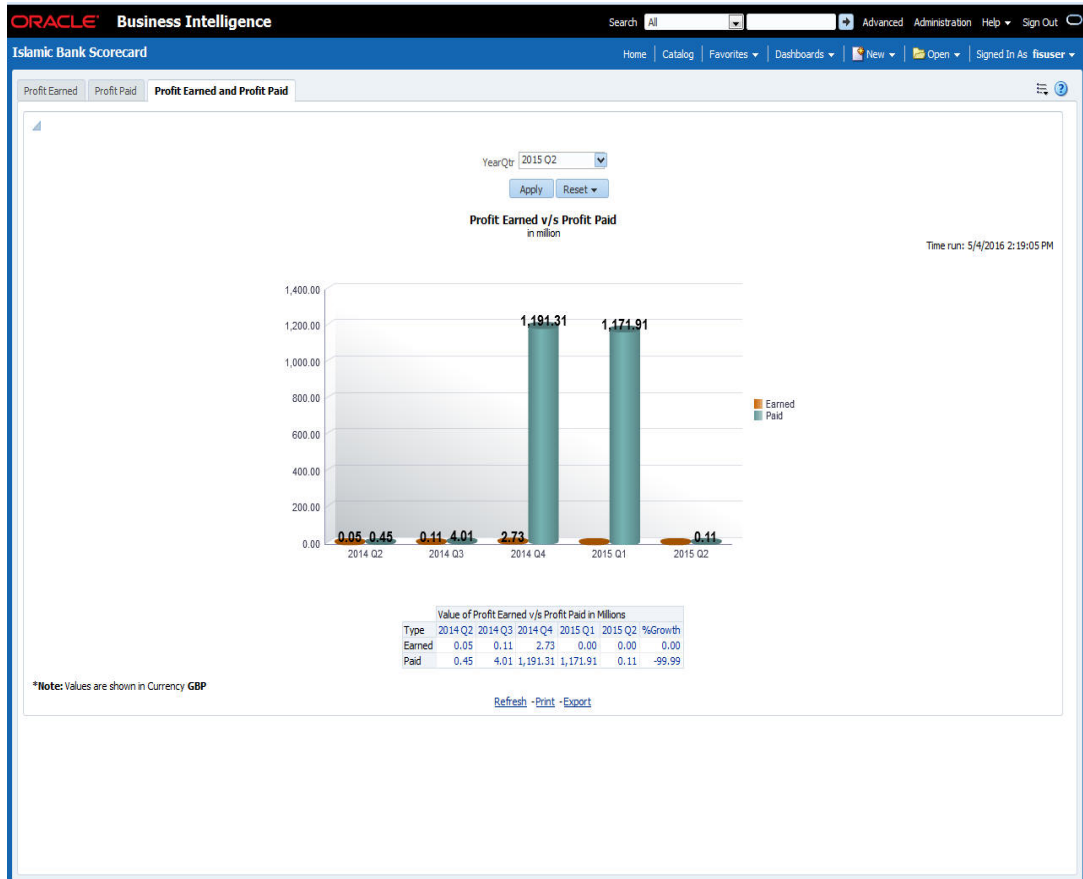 ORACLE Business Intelligence Search All Advanced Administration Help Sign Out
Islamic Bank Scorecard Home Catalog Favorites Dashboards New Open Signed In As fisuser
Profit Earned Profit Paid Profit Earned and Profit Paid
YearQtr 2015 Q2
Apply Reset
Profit Earned v/s Profit Paid
in million
Time run: 5/4/2016 2:19:05 PM
1,400.00
1,200.00
1,000.00
800.00
600.00
400.00
200.00
0.00
1,191.31 1,171.91
0.05 0.45 0.11 4.01 2.73 0.11
2014 Q2 2014 Q3 2014 Q4 2015 Q1 2015 Q2
Earned
Paid
Value of Profit Earned v/s Profit Paid in Millions
Type 2014 Q2 2014 Q3 2014 Q4 2015 Q1 2015 Q2 %Growth
Earned 0.05 0.11 2.73 0.00 0.00 0.00
Paid 0.45 4.01 1,191.31 1,171.91 0.11 -99.99
*Note: Values are shown in Currency GBP
Refresh - Print - Export